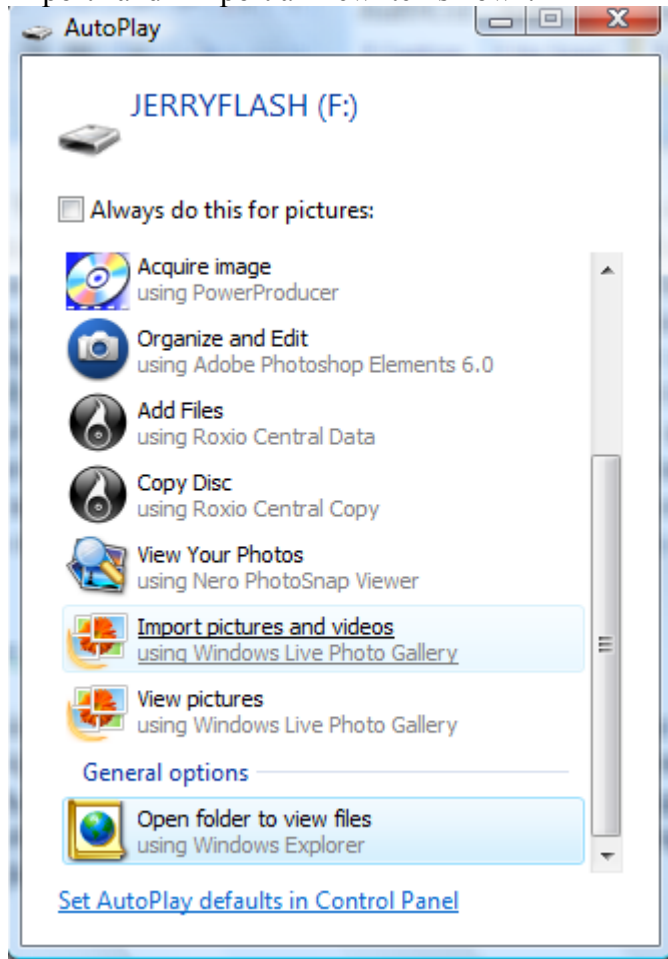 AutoPlay
JERRYFLASH (F:)
Always do this for pictures:
Acquire image
using PowerProducer
Organize and Edit
using Adobe Photoshop Elements 6.0
Add Files
using Roxio Central Data
Copy Disc
using Roxio Central Copy
View Your Photos
using Nero PhotoSnap Viewer
Import pictures and videos
using Windows Live Photo Gallery
View pictures
using Windows Live Photo Gallery
General options
Open folder to view files
using Windows Explorer
Set AutoPlay defaults in Control Panel